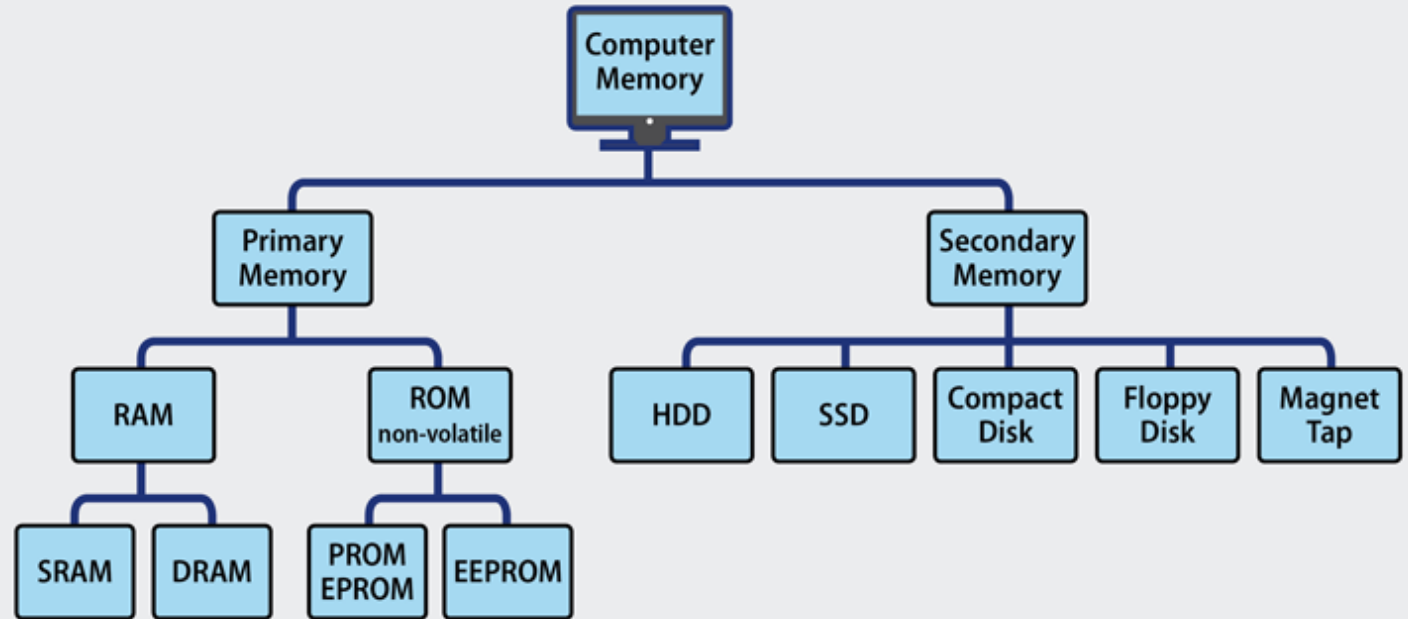 Computer
Memory
Primary
Memory
Secondary
Memory
RAM
ROM
non-volatile
HDD
SSD
Compact
Disk
Floppy
Disk
Magnet
Tap
SRAM
DRAM
PROM
EPROM
EEPROM